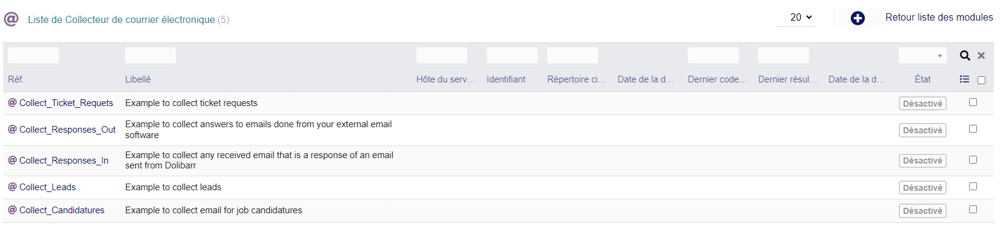 @ Liste de Collecteur de courrier électronique (5) 20 Retour liste des modules
Réf. Libellé Hôte du serv... Identifiant Répertoire ci... Date de la d... Dernier code... Dernier résul... Date de la d... État
@ Collect_Ticket_Requets Example to collect ticket requests Désactivé
@ Collect_Responses_Out Example to collect answers to emails done from your external email
software Désactivé
@ Collect_Responses_In Example to collect any received email that is a response of an email
sent from Dolibarr Désactivé
@ Collect_Leads Example to collect leads Désactivé
@ Collect_Candidatures Example to collect email for job candidatures Désactivé